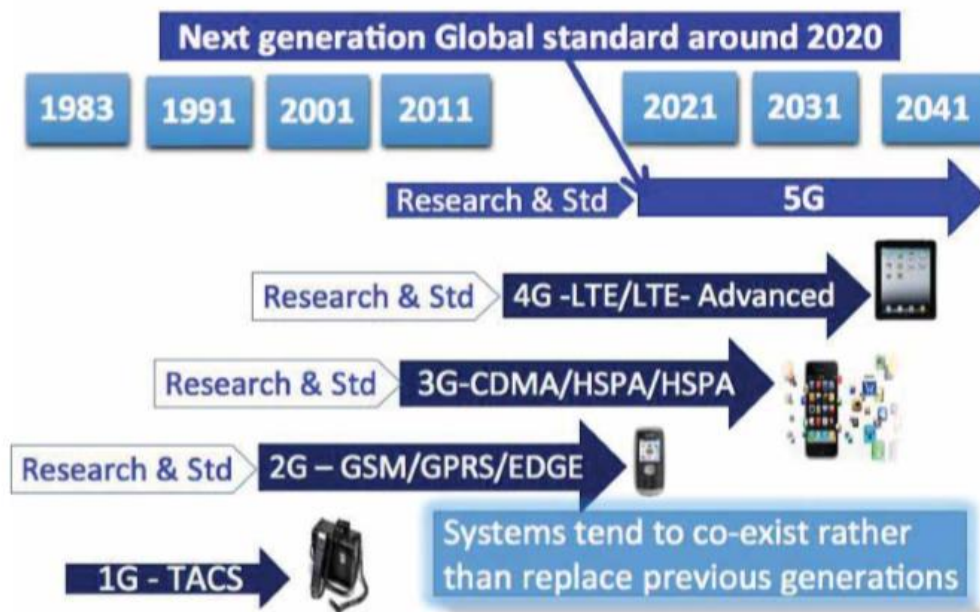 Next generation Global standard around 2020
1983 1991 2001 2011 2021 2031 2041
Research & Std 5G
Research & Std 4G -LTE/LTE- Advanced
Research & Std 3G-CDMA/HSPA/HSPA
Research & Std 2G – GSM/GPRS/EDGE
1G - TACS
Systems tend to co-exist rather
than replace previous generations